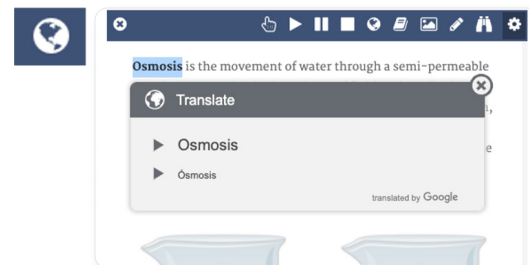 Osmosis is the movement of water through a semi-permeable
Translate
Osmosis
Ósmosis
translated by Google